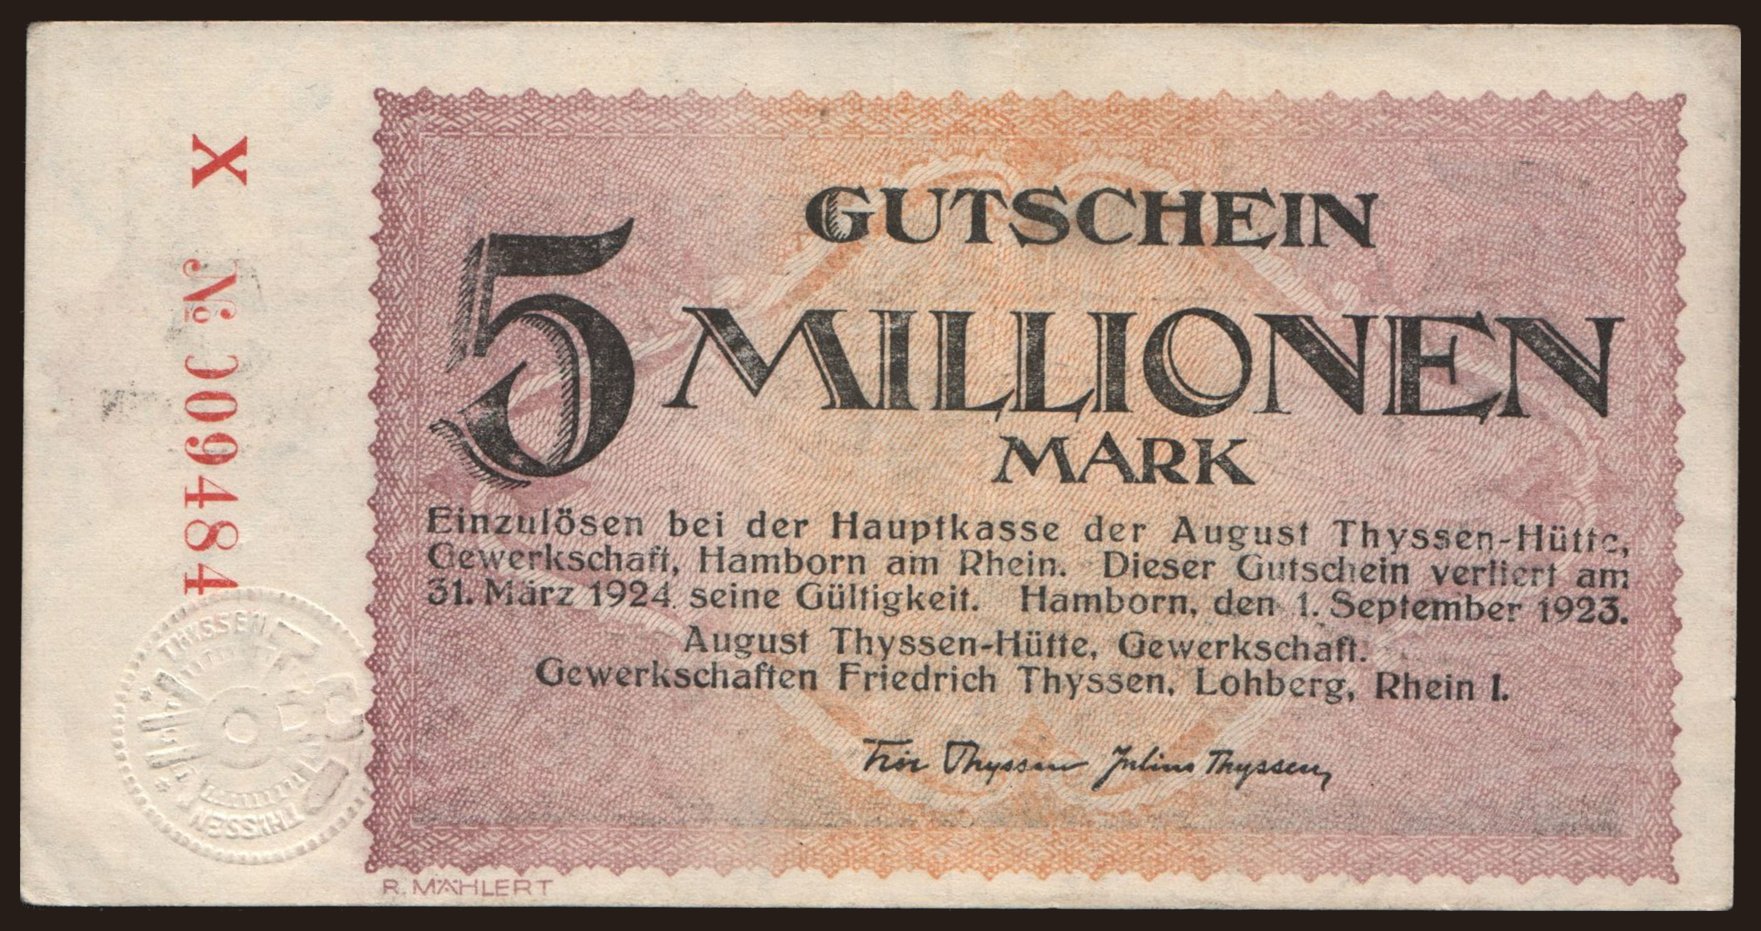 X № 009484
GUTSCHEIN
5 MILLIONEN
MARK
Einzulösen bei der Hauptkasse der August Thyssen-Hütte,
Gewerkschaft, Hamborn am Rhein. Dieser Gutschein verliert am
31. März 1924 seine Gültigkeit. Hamborn, den 1. September 1923.
August Thyssen-Hütte, Gewerkschaft.
Gewerkschaften Friedrich Thyssen, Lohberg, Rhein I.
Thyssen Julius Thyssen
THYSSEN
THYSSEN
R. MÄHLERT